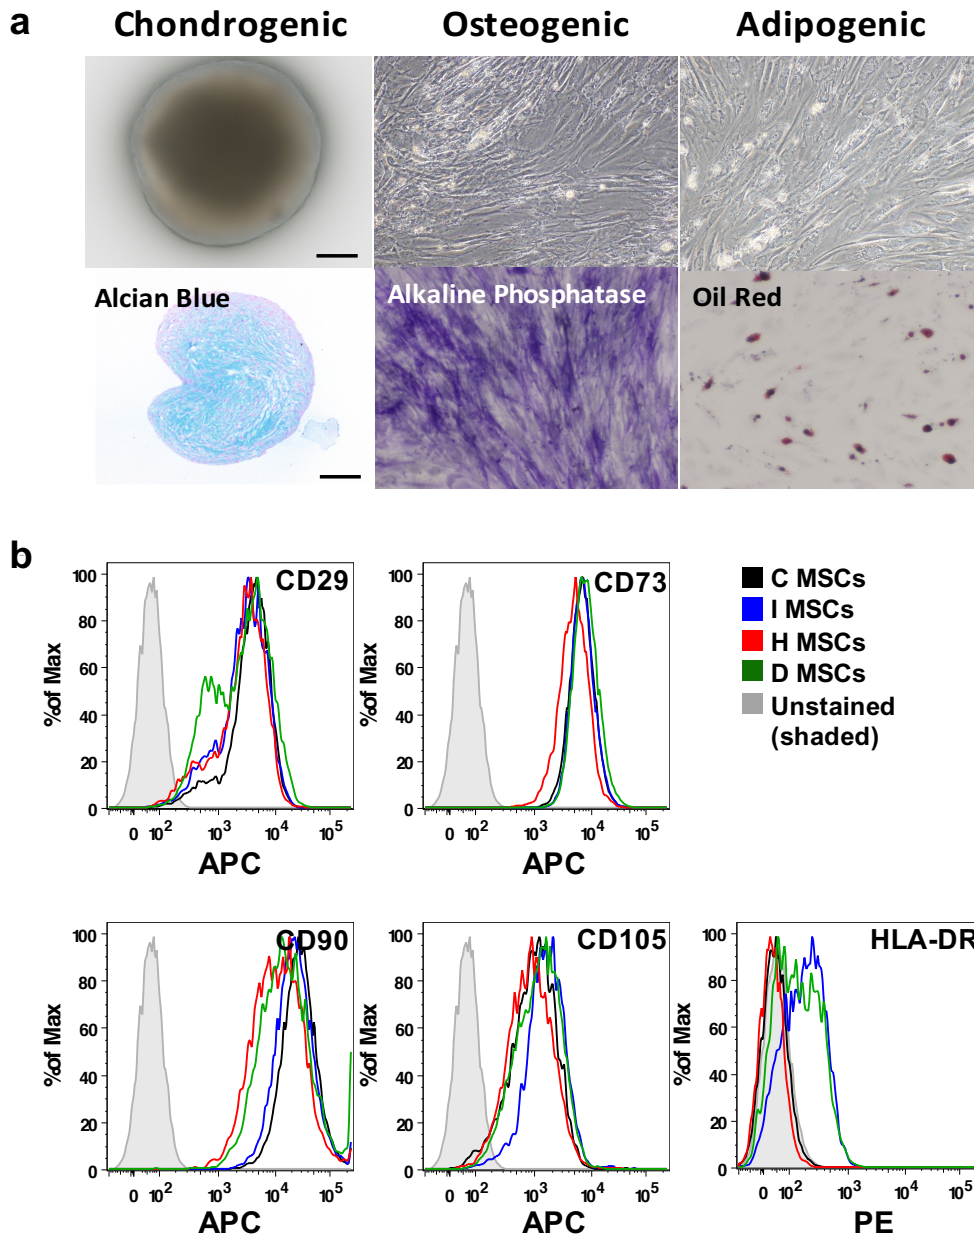 a
Chondrogenic Osteogenic Adipogenic
Alcian Blue Alkaline Phosphatase Oil Red
b
CD29
%of Max
100
80
60
40
20
0
0 10² 10³ 10⁴ 10⁵
APC
CD73
%of Max
100
80
60
40
20
0
0 10² 10³ 10⁴ 10⁵
APC
C MSCs
I MSCs
H MSCs
D MSCs
Unstained
(shaded)
CD90
%of Max
100
80
60
40
20
0
0 10² 10³ 10⁴ 10⁵
APC
CD105
%of Max
100
80
60
40
20
0
0 10² 10³ 10⁴ 10⁵
APC
HLA-DR
%of Max
100
80
60
40
20
0
0 10² 10³ 10⁴ 10⁵
PE